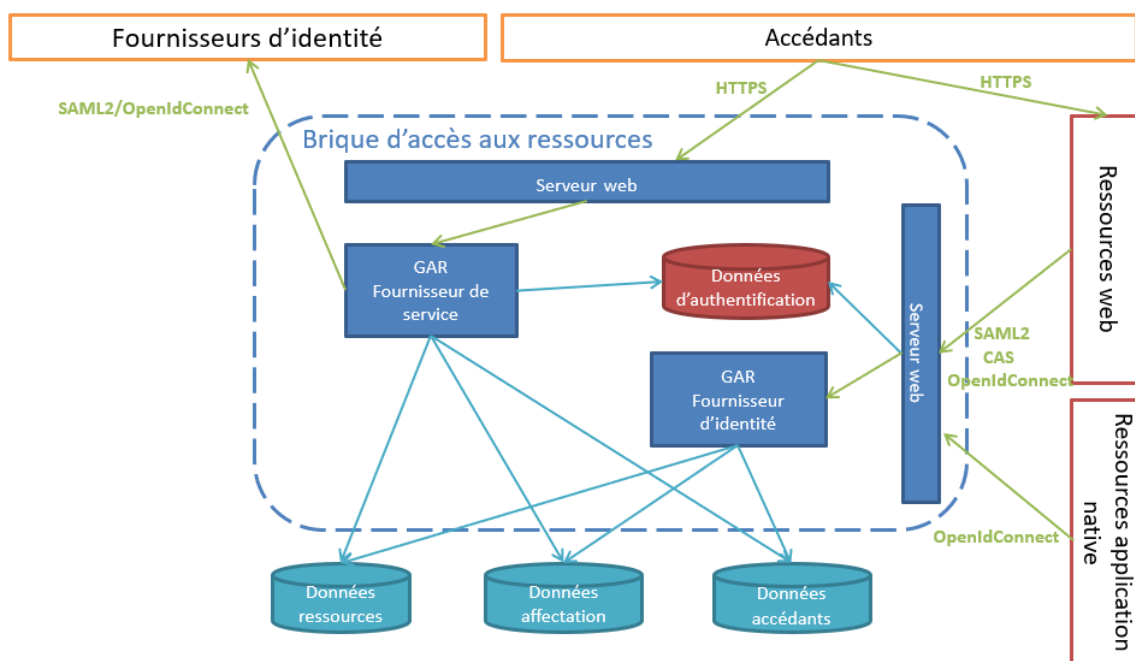 Fournisseurs d’identité
Accédants
SAML2/OpenIdConnect
HTTPS
HTTPS
Brique d’accès aux ressources
Serveur web
GAR
Fournisseur de
service
Données
d’authentification
GAR
Fournisseur
d’identité
Serveur web
Ressources web
SAML2
CAS
OpenIdConnect
Ressources application
native
OpenIdConnect
Données
ressources
Données
affectation
Données
accédants